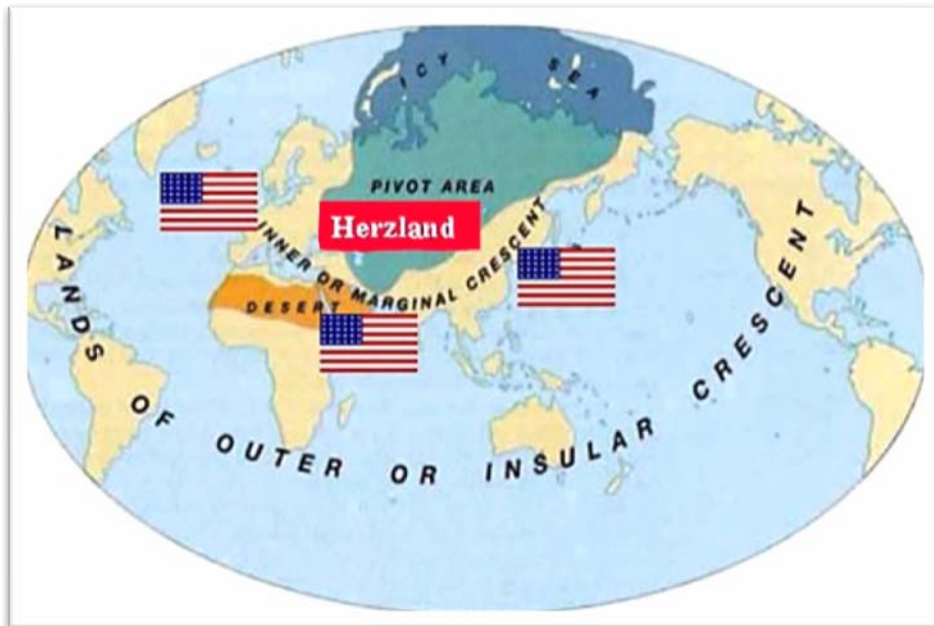 ICY SEA
PIVOT AREA
Herzland
INNER OR MARGINAL CRESCENT
DESERT
LANDS OF OUTER OR INSULAR CRESCENT